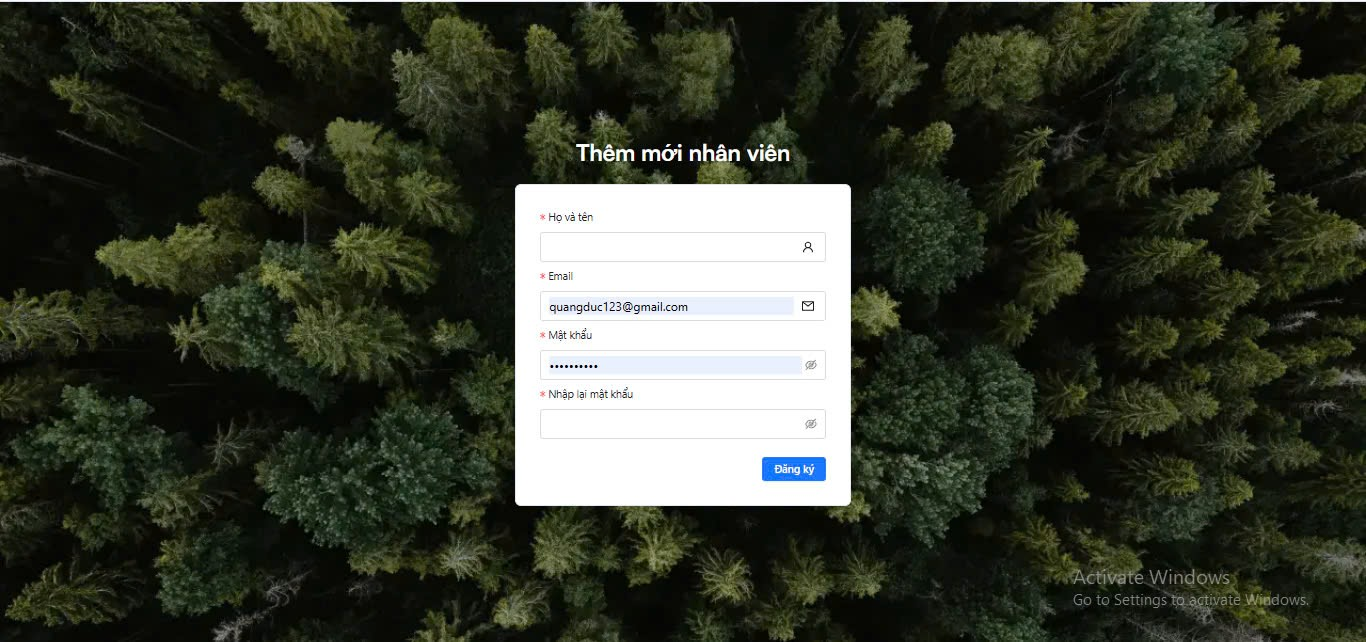 Thêm mới nhân viên
* Họ và tên
* Email
quangduc123@gmail.com
* Mật khẩu
••••••••••
* Nhập lại mật khẩu
Đăng ký
Activate Windows
Go to Settings to activate Windows.